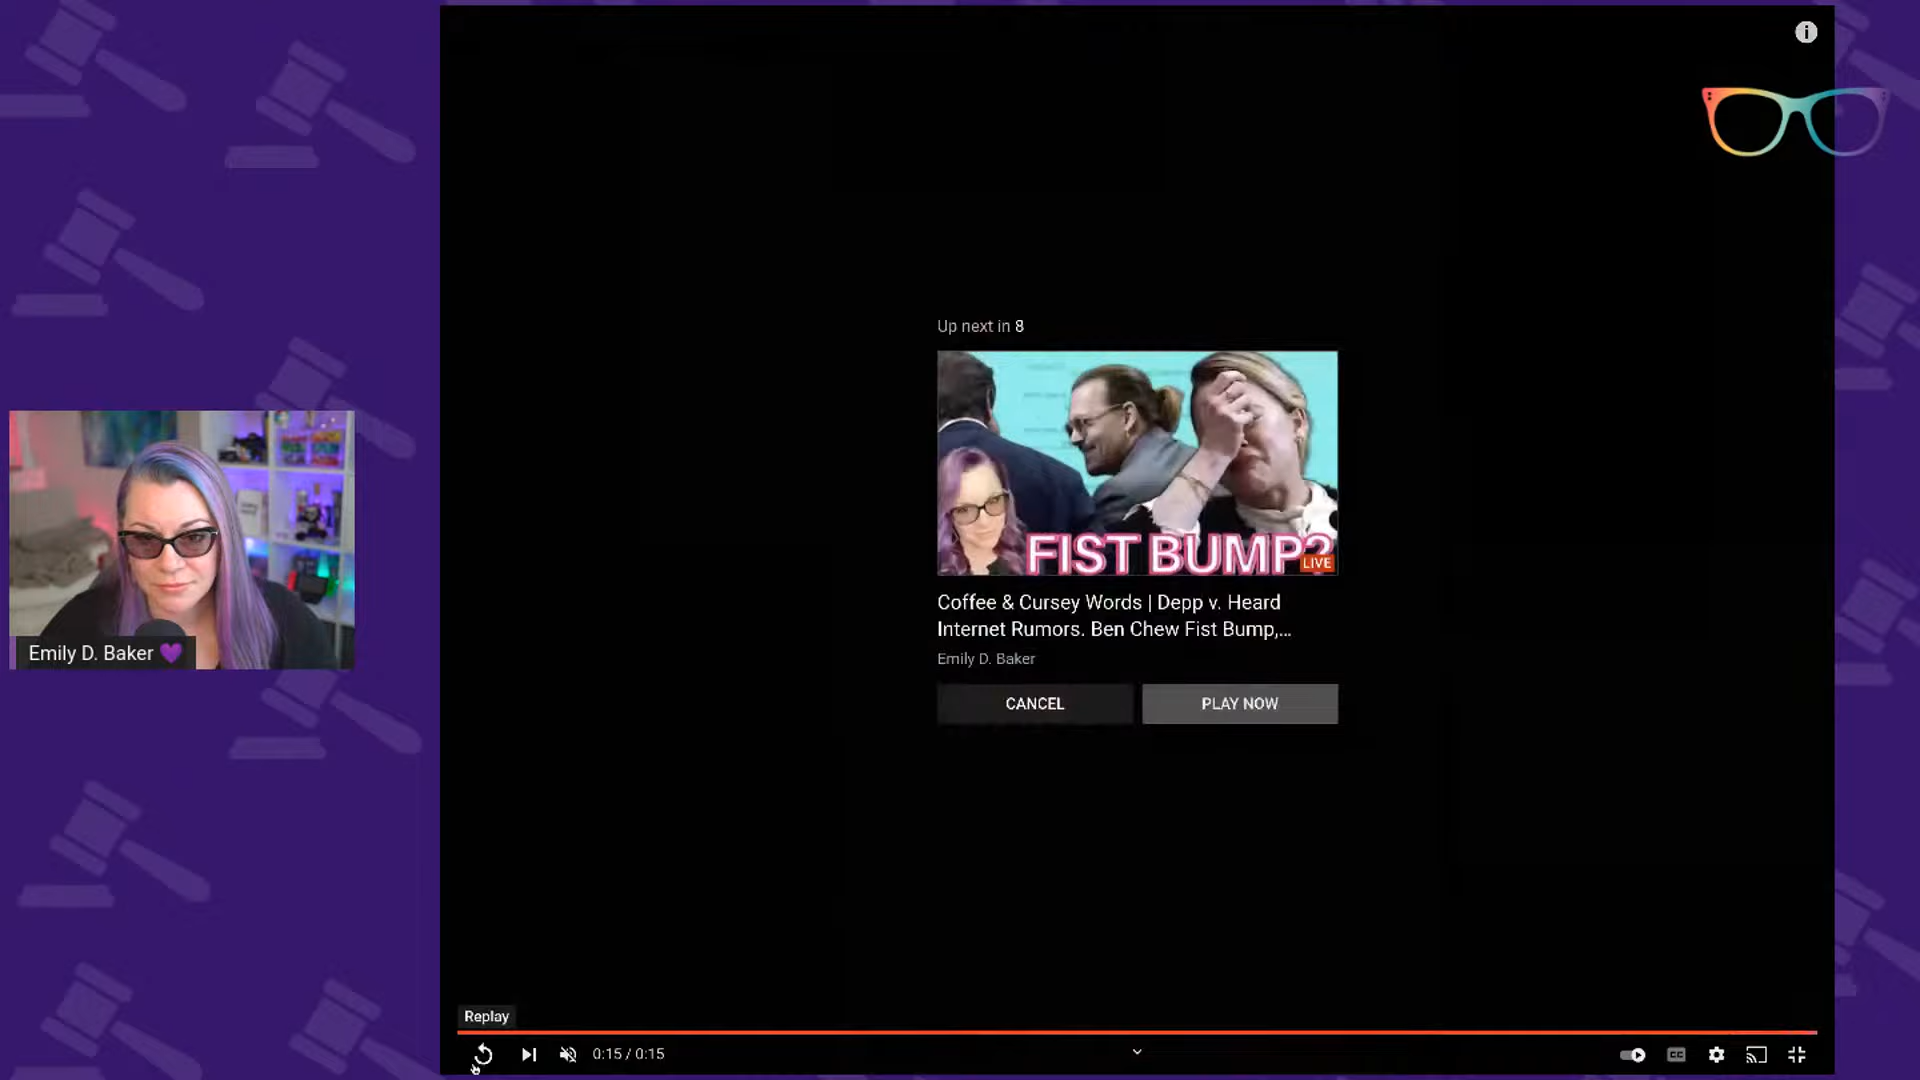 Up next in 8
FIST BUMP?
LIVE
Coffee & Cursey Words | Depp v. Heard
Internet Rumors. Ben Chew Fist Bump,...
Emily D. Baker
CANCEL
PLAY NOW
Emily D. Baker 💜
Replay
0:15 / 0:15
CC